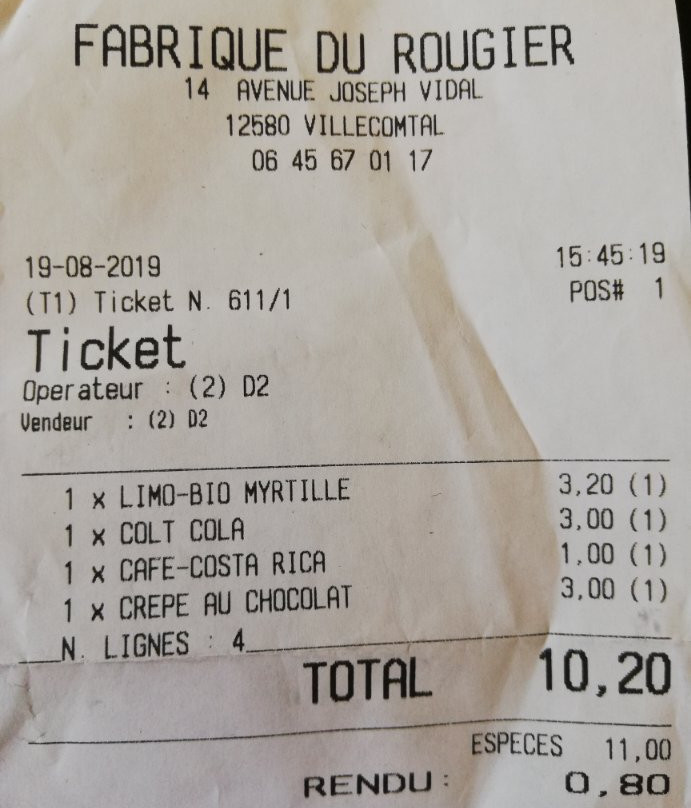 FABRIQUE DU ROUGIER
14 AVENUE JOSEPH VIDAL
12580 VILLECOMTAL
06 45 67 01 17
19-08-2019 15:45:19
(T1) Ticket N. 611/1 POS# 1
Ticket
Operateur : (2) D2
Vendeur : (2) D2
1 x LIMO-BIO MYRTILLE 3,20 (1)
1 x COLT COLA 3,00 (1)
1 x CAFE-COSTA RICA 1,00 (1)
1 x CREPE AU CHOCOLAT 3,00 (1)
N. LIGNES : 4
TOTAL 10,20
ESPECES 11,00
RENDU: 0,80